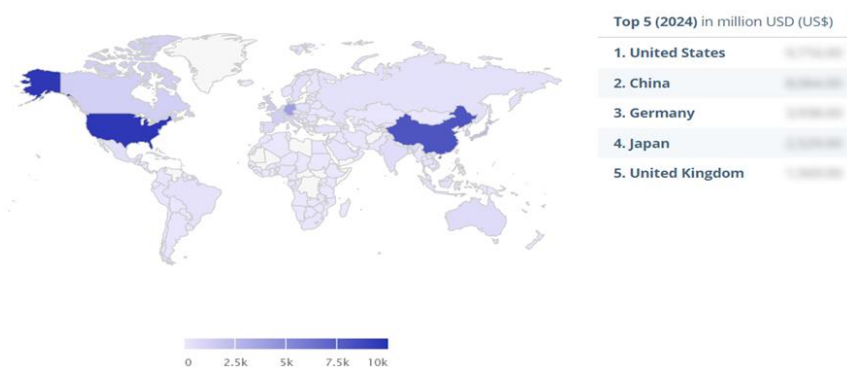 Top 5 (2024) in million USD (US$)
1. United States
2. China
3. Germany
4. Japan
5. United Kingdom
0 2.5k 5k 7.5k 10k